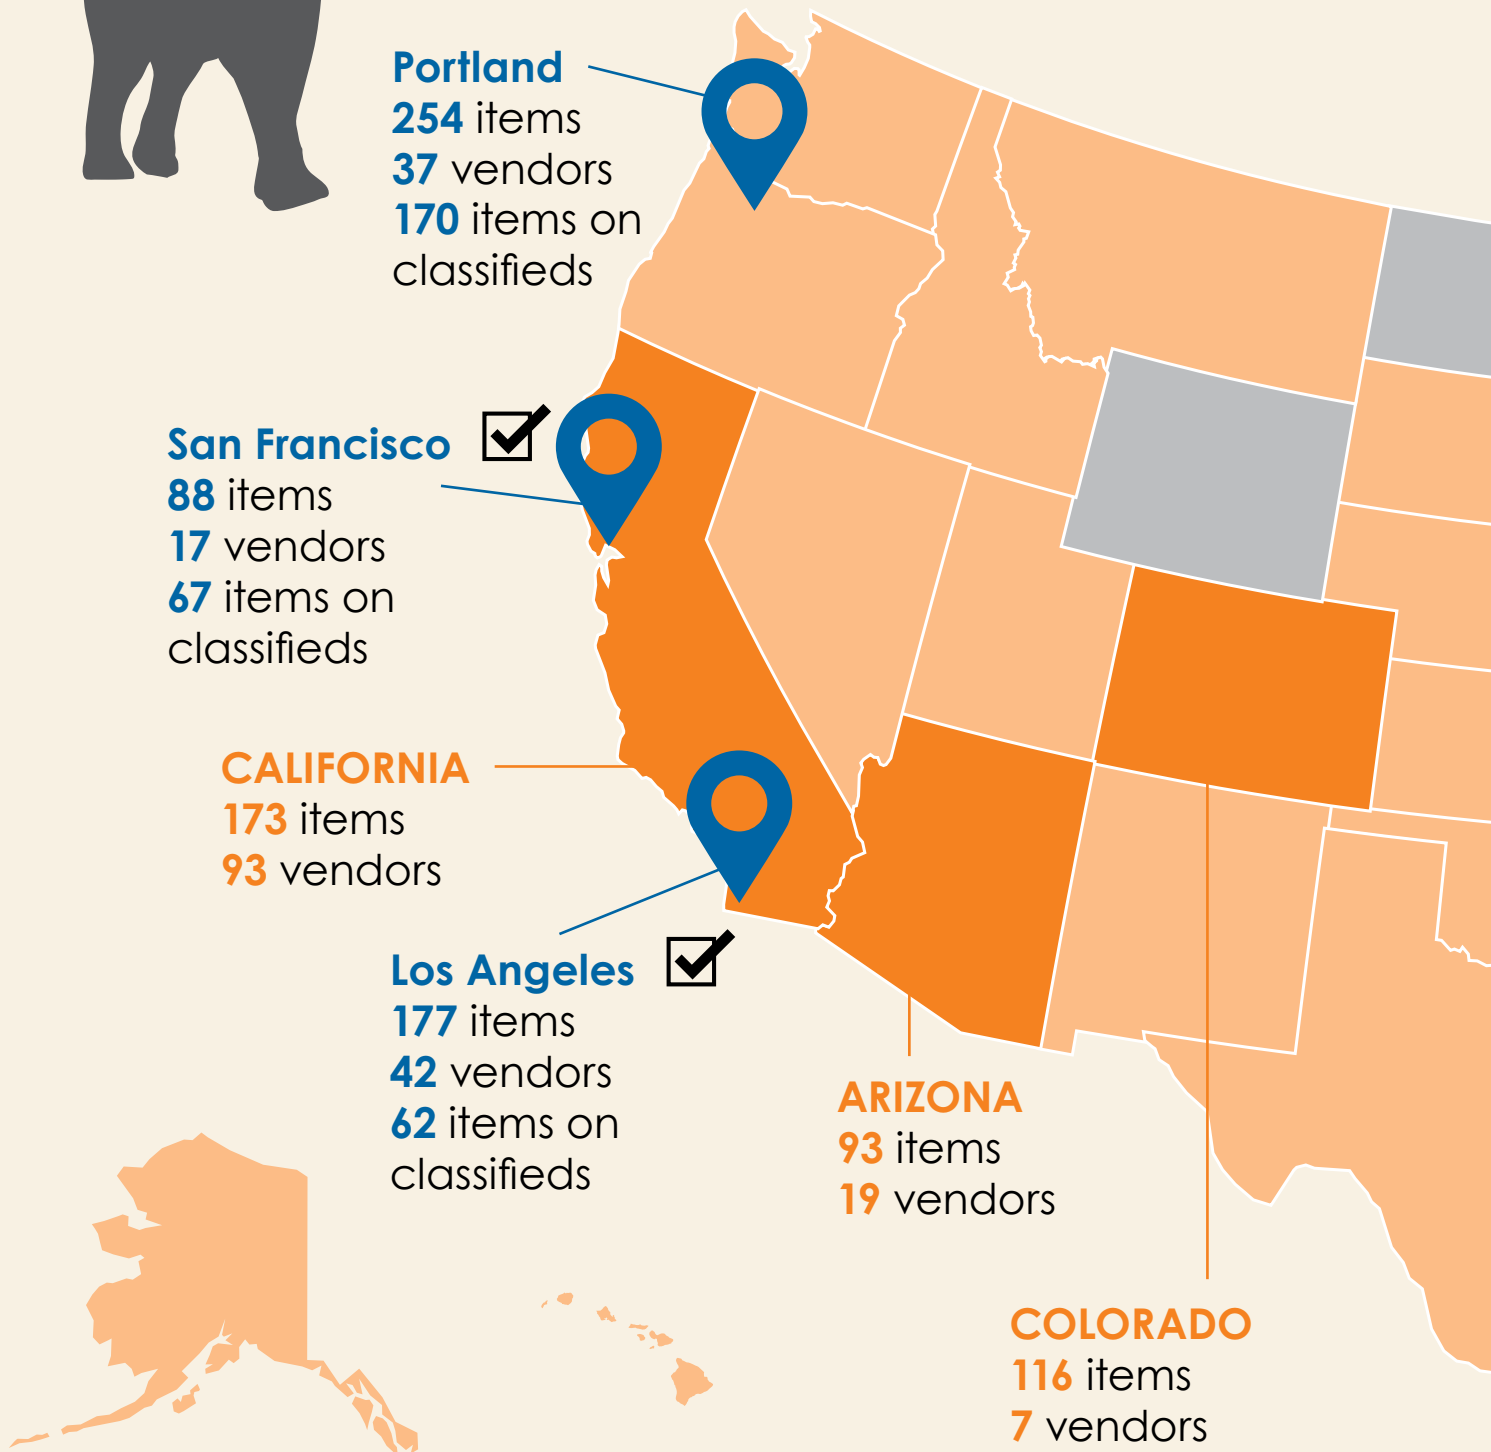 Portland
254 items
37 vendors
170 items on
classifieds
San Francisco
88 items
17 vendors
67 items on
classifieds
CALIFORNIA
173 items
93 vendors
Los Angeles
177 items
42 vendors
62 items on
classifieds
ARIZONA
93 items
19 vendors
COLORADO
116 items
7 vendors